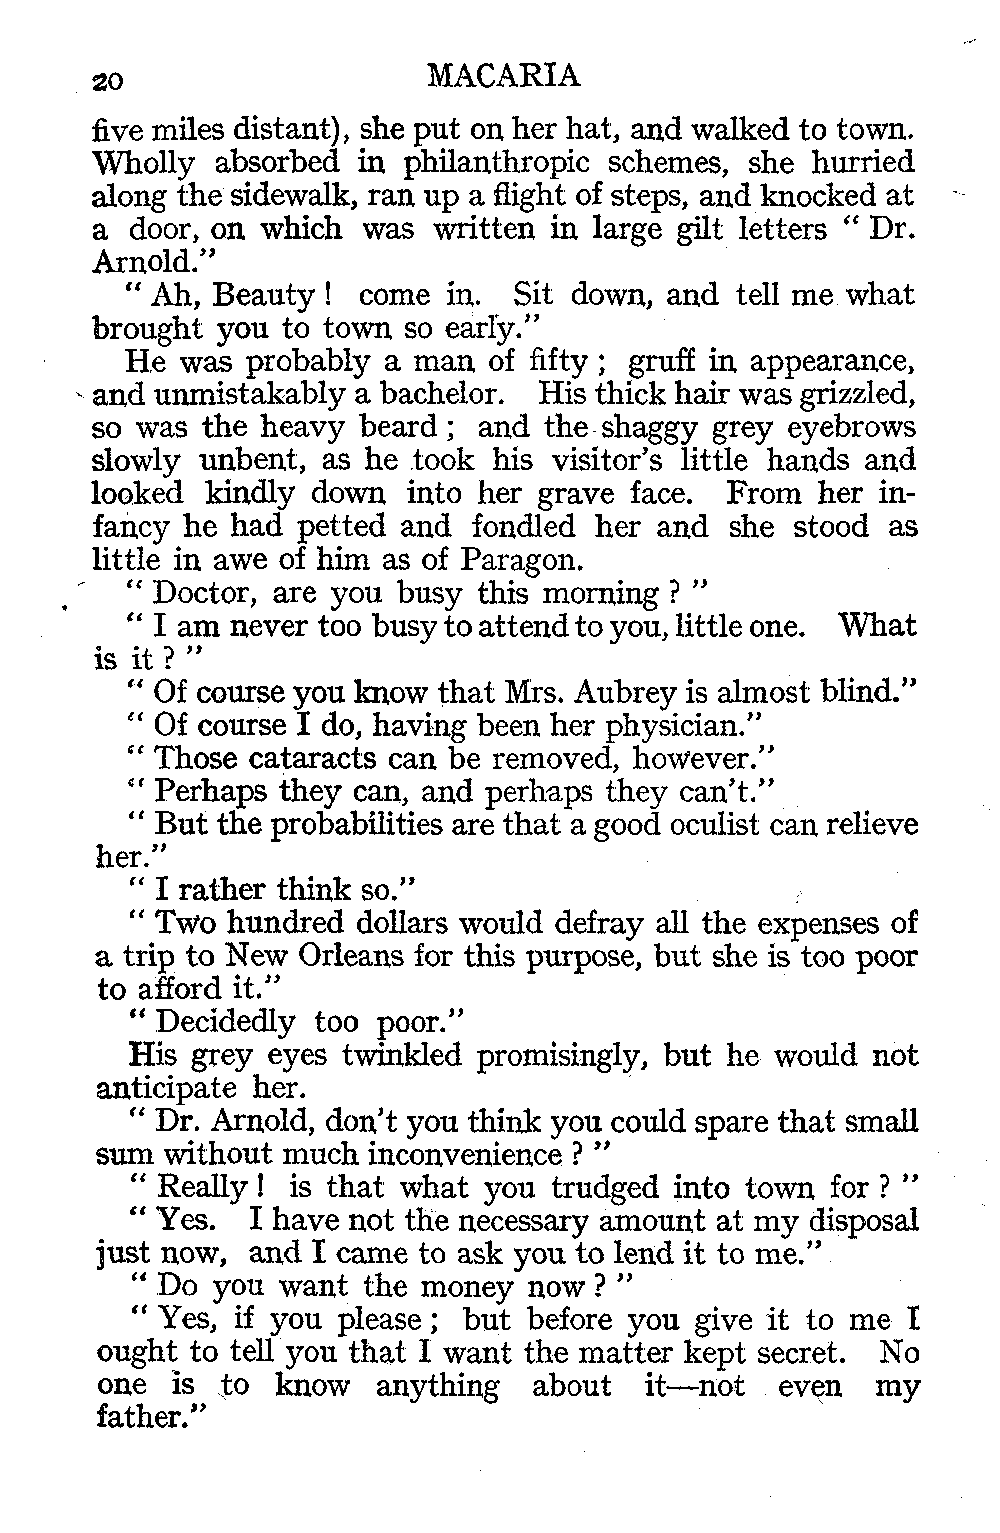 20 MACARIA
five miles distant), she put on her hat, and walked to town.
Wholly absorbed in philanthropic schemes, she hurried
along the sidewalk, ran up a flight of steps, and knocked at
a door, on which was written in large gilt letters “ Dr.
Arnold.”
“ Ah, Beauty ! come in. Sit down, and tell me what
brought you to town so early.”
He was probably a man of fifty ; gruff in appearance,
and unmistakably a bachelor. His thick hair was grizzled,
so was the heavy beard ; and the shaggy grey eyebrows
slowly unbent, as he took his visitor’s little hands and
looked kindly down into her grave face. From her in-
fancy he had petted and fondled her and she stood as
little in awe of him as of Paragon.
“ Doctor, are you busy this morning ? ”
“ I am never too busy to attend to you, little one. What
is it ? ”
“ Of course you know that Mrs. Aubrey is almost blind.”
“ Of course I do, having been her physician.”
“ Those cataracts can be removed, however.”
“ Perhaps they can, and perhaps they can’t.”
“ But the probabilities are that a good oculist can relieve
her.”
“ I rather think so.”
“ Two hundred dollars would defray all the expenses of
a trip to New Orleans for this purpose, but she is too poor
to afford it.”
“ Decidedly too poor.”
His grey eyes twinkled promisingly, but he would not
anticipate her.
“ Dr. Arnold, don’t you think you could spare that small
sum without much inconvenience ? ”
“ Really ! is that what you trudged into town for ? ”
“ Yes. I have not the necessary amount at my disposal
just now, and I came to ask you to lend it to me.”
“ Do you want the money now ? ”
“ Yes, if you please ; but before you give it to me I
ought to tell you that I want the matter kept secret. No
one is to know anything about it—not even my
father.”